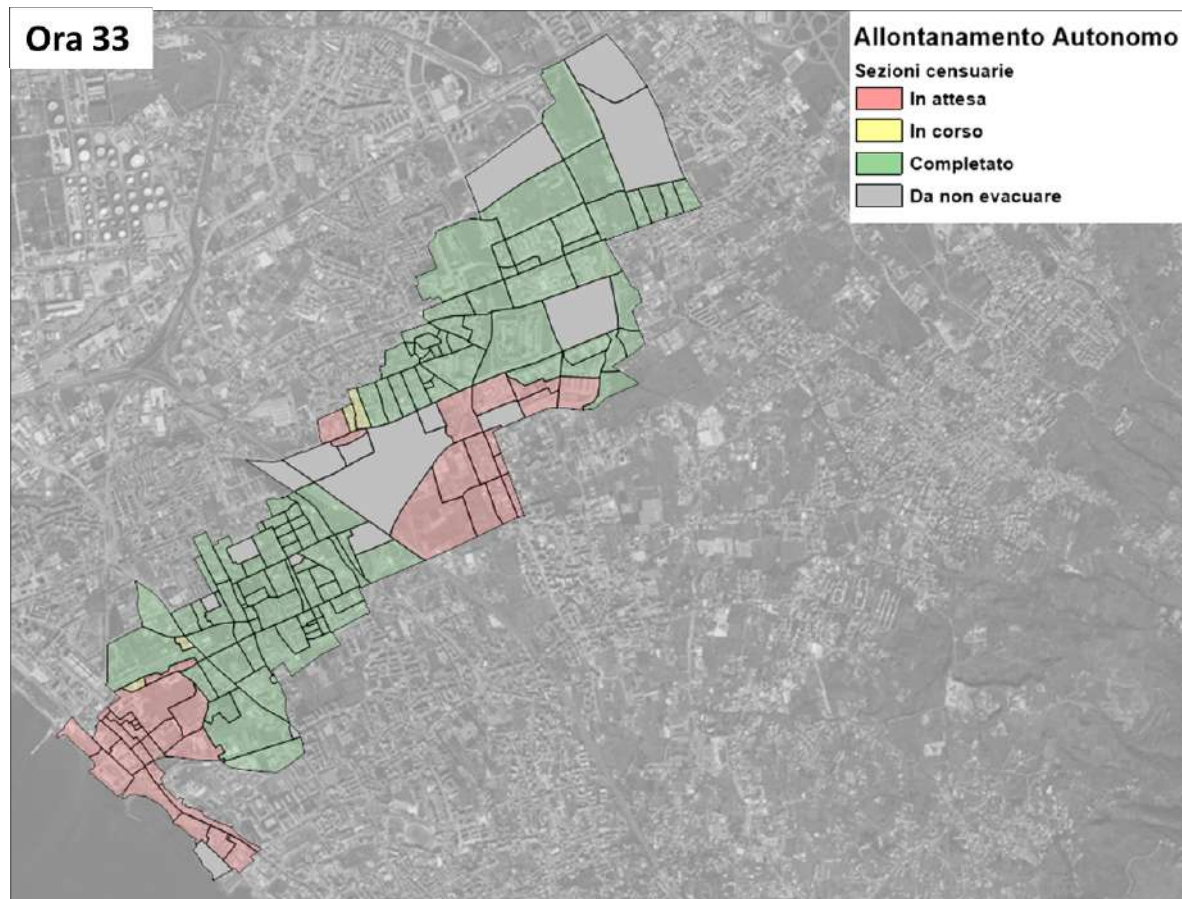 Ora 33
Allontanamento Autonomo
Sezioni censuarie
In attesa
In corso
Completato
Da non evacuare